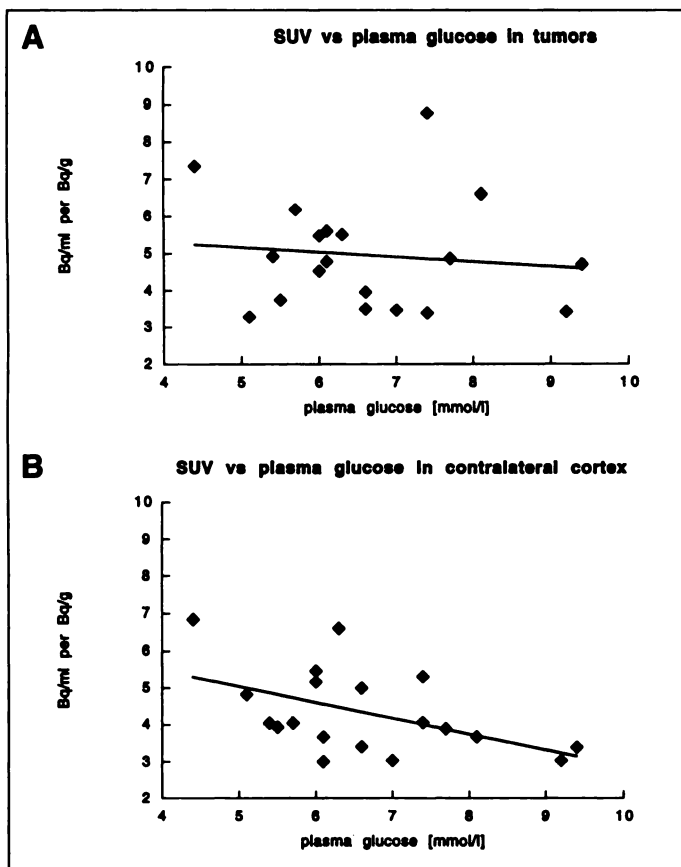 A
SUV vs plasma glucose in tumors
10
9
8
7
6
5
4
3
2
Bq/ml per Bq/g
4 5 6 7 8 9 10
plasma glucose [mmol/l]
B
SUV vs plasma glucose in contralateral cortex
10
9
8
7
6
5
4
3
2
Bq/ml per Bq/g
4 5 6 7 8 9 10
plasma glucose [mmol/l]